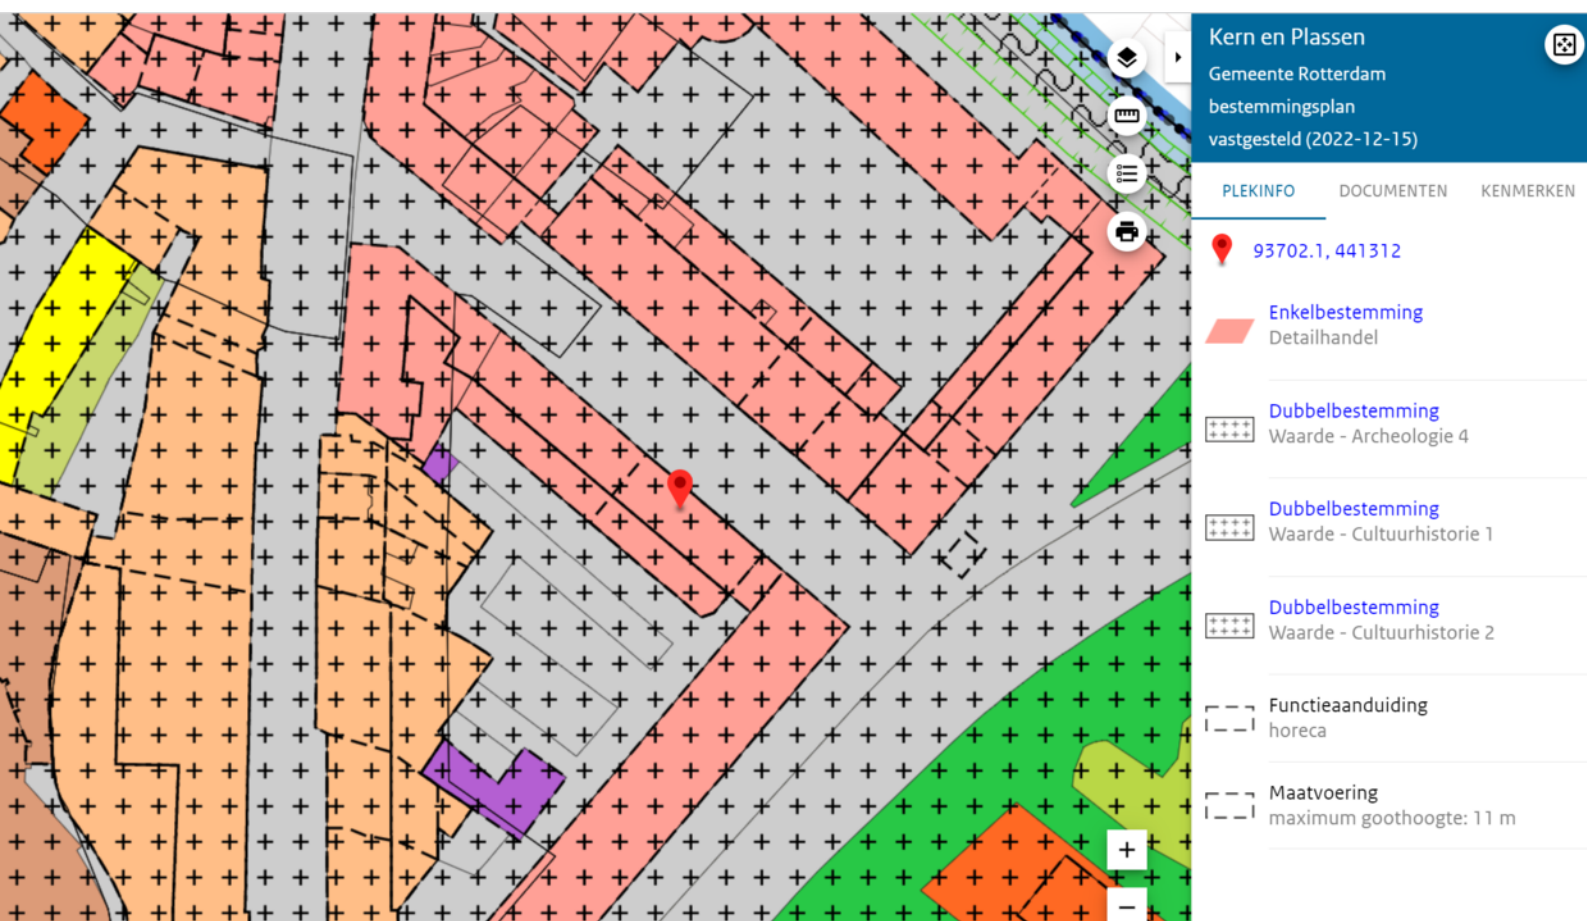 Kern en Plassen
Gemeente Rotterdam
bestemmingsplan
vastgesteld (2022-12-15)
PLEKINFO
DOCUMENTEN
KENMERKEN
93702.1, 441312
Enkelbestemming
Detailhandel
Dubbelbestemming
Waarde - Archeologie 4
Dubbelbestemming
Waarde - Cultuurhistorie 1
Dubbelbestemming
Waarde - Cultuurhistorie 2
Functieaanduiding
horeca
Maatvoering
maximum goothoogte: 11 m